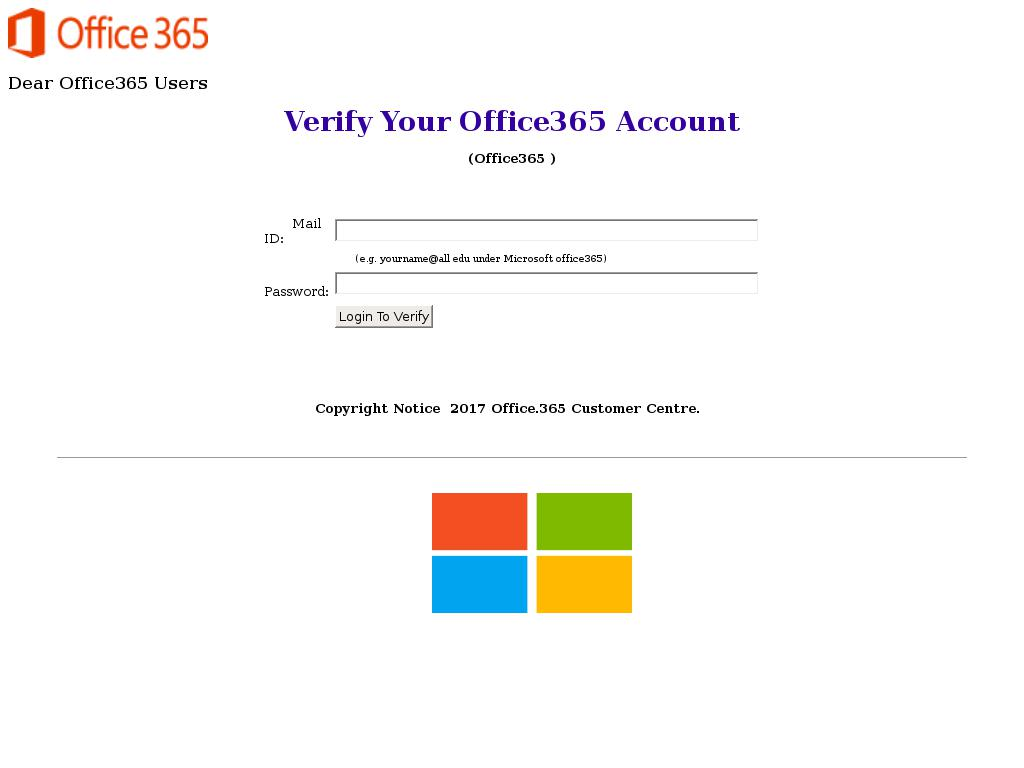 Office 365
Dear Office365 Users
Verify Your Office365 Account
(Office365 )
Mail
ID:
(e.g. yourname@all.edu under Microsoft office365)
Password:
Login To Verify
Copyright Notice  2017 Office.365 Customer Centre.